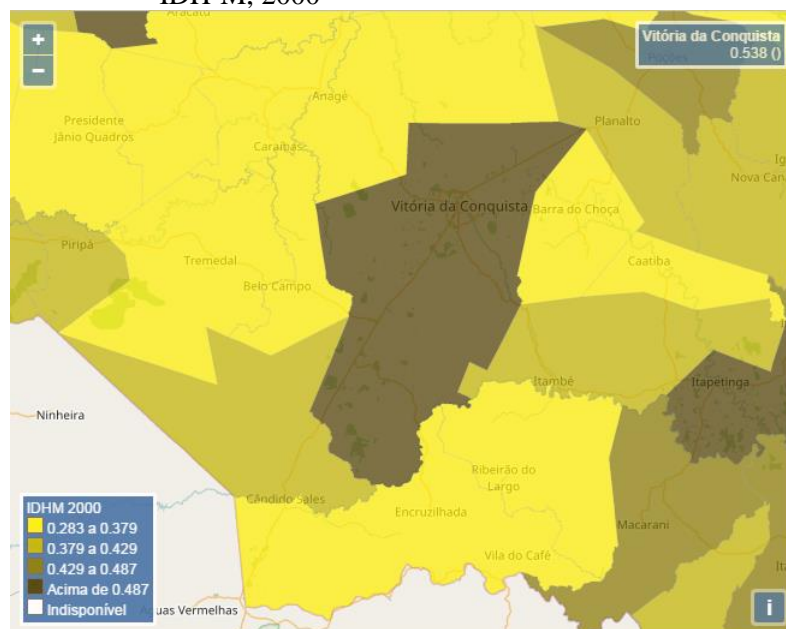 IDH-M, 2000
+
−
Vitória da Conquista
0.538 ()
Aracatu
Poções
Anagé
Presidente
Jânio Quadros
Planalto
Caraíbas
Nova Can
Vitória da Conquista
Barra do Choça
Piripá
Tremedal
Caatiba
Belo Campo
Itambé
Itapetinga
Ninheira
Ribeirão do
Largo
Cândido Sales
Encruzilhada
Macarani
Vila do Café
IDHM 2000
0.283 a 0.379
0.379 a 0.429
0.429 a 0.487
Acima de 0.487
Indisponível
Águas Vermelhas
i